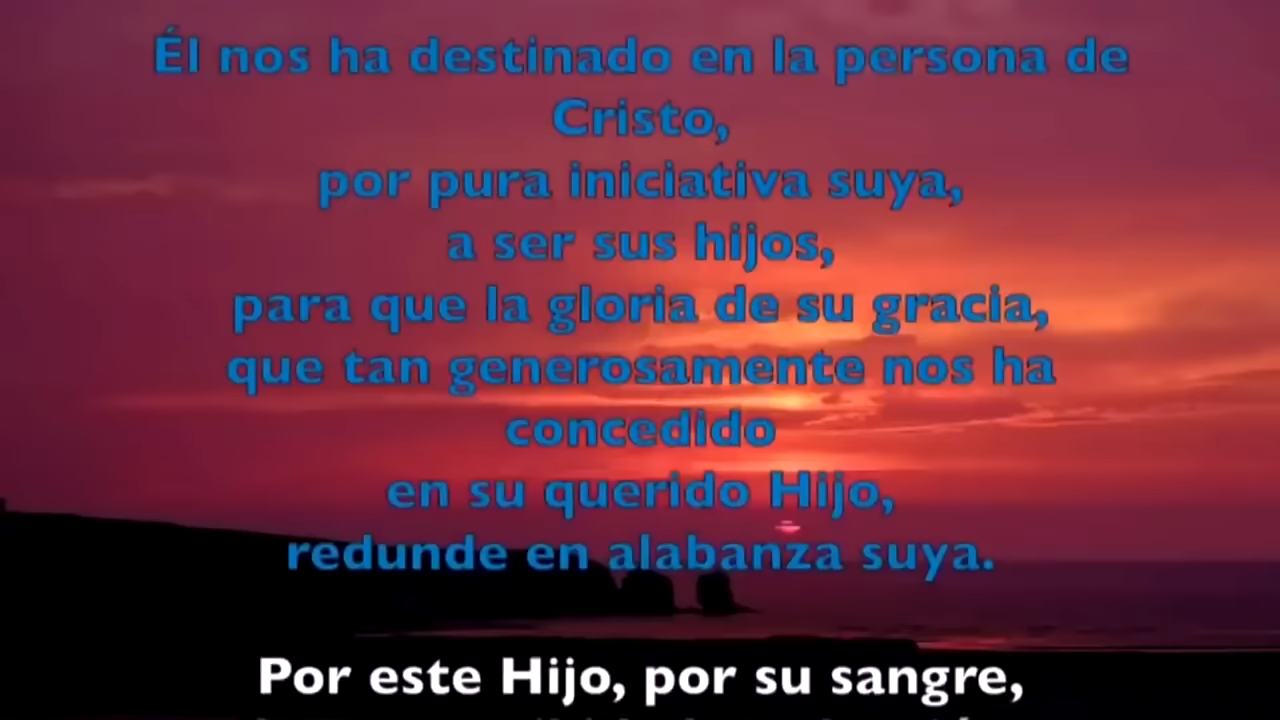 Él nos ha destinado en la persona de
Cristo,
por pura iniciativa suya,
a ser sus hijos,
para que la gloria de su gracia,
que tan generosamente nos ha
concedido
en su querido Hijo,
redunde en alabanza suya.
Por este Hijo, por su sangre,